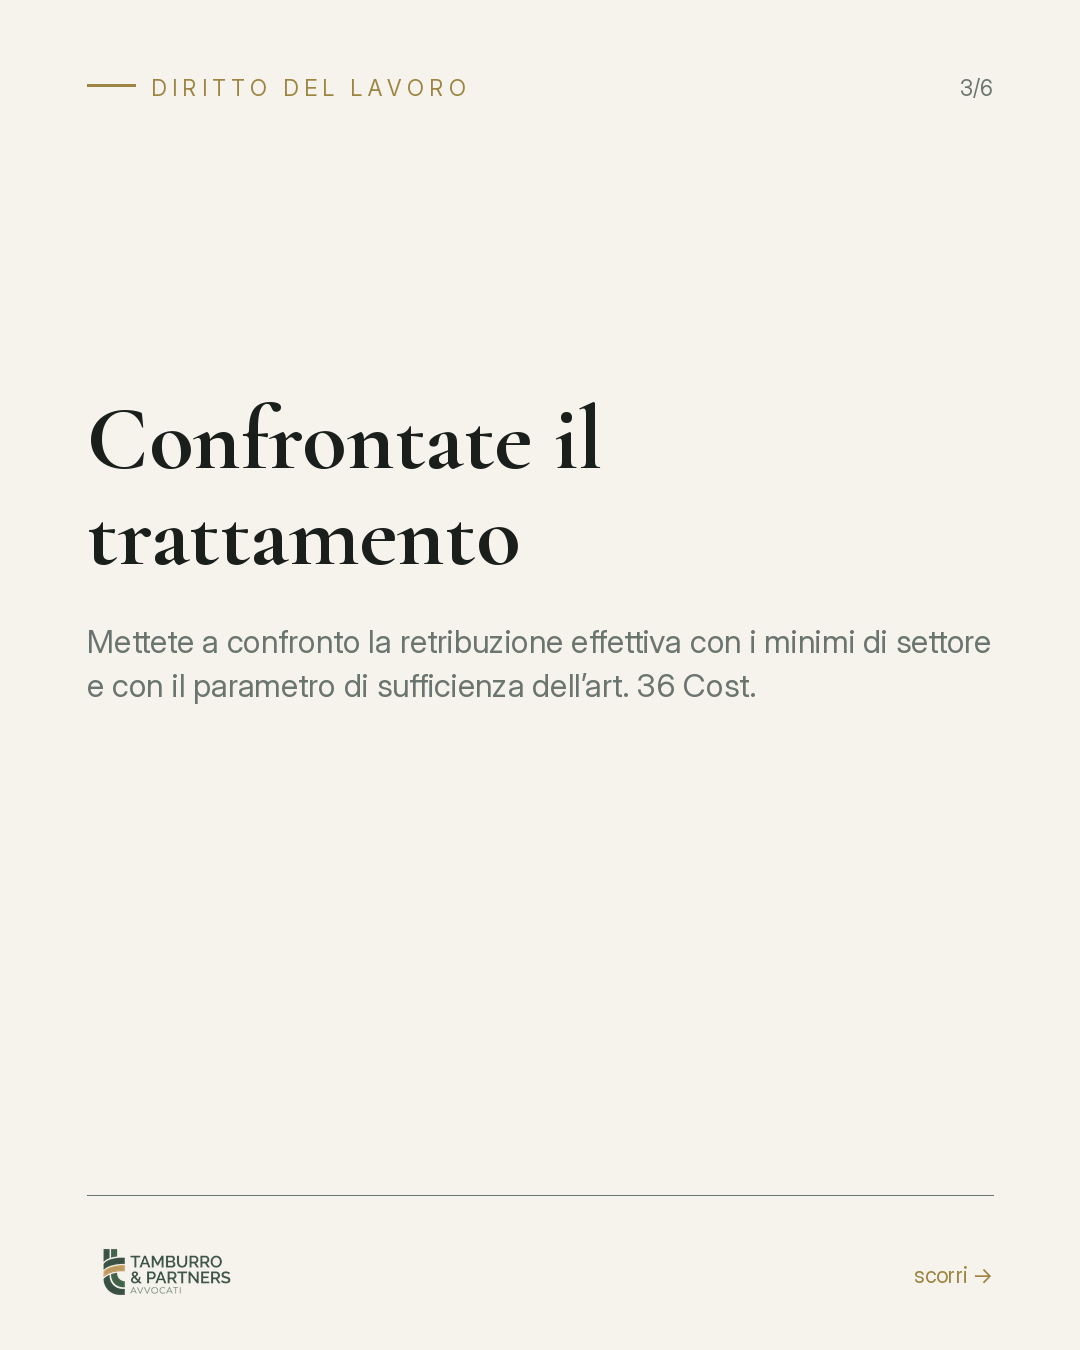 DIRITTO DEL LAVORO
3/6
Confrontate il
trattamento
Mettete a confronto la retribuzione effettiva con i minimi di settore
e con il parametro di sufficienza dell’art. 36 Cost.
TAMBURRO
& PARTNERS
AVVOCATI
scorri →